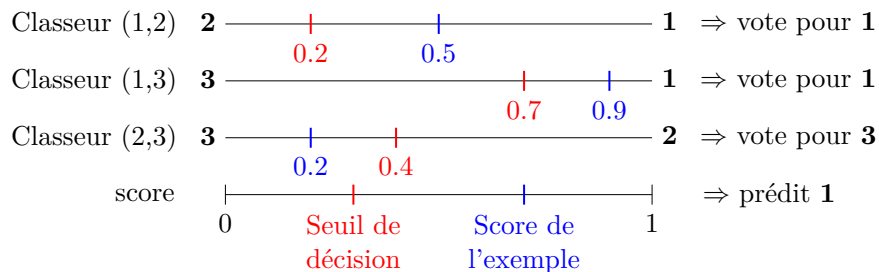 Classeur (1,2) 2 1 ⇒ vote pour 1
0.2 0.5
Classeur (1,3) 3 1 ⇒ vote pour 1
0.7 0.9
Classeur (2,3) 3 2 ⇒ vote pour 3
0.2 0.4
score ⇒ prédit 1
0 Seuil de Score de 1
décision l'exemple